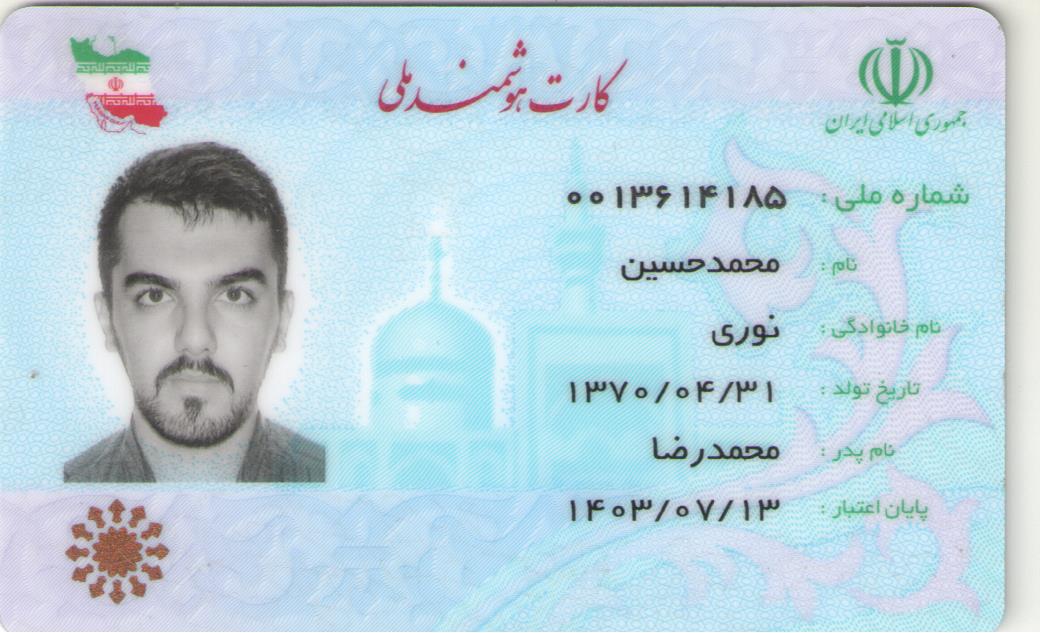 کارت هوشمند ملی
جمهوری اسلامی ایران
شماره ملی : ۰۰۱۳۶۱۴۱۸۵
نام : محمدحسین
نام خانوادگی : نوری
تاریخ تولد : ۱۳۷۰/۰۴/۳۱
نام پدر : محمدرضا
پایان اعتبار : ۱۴۰۳/۰۷/۱۳